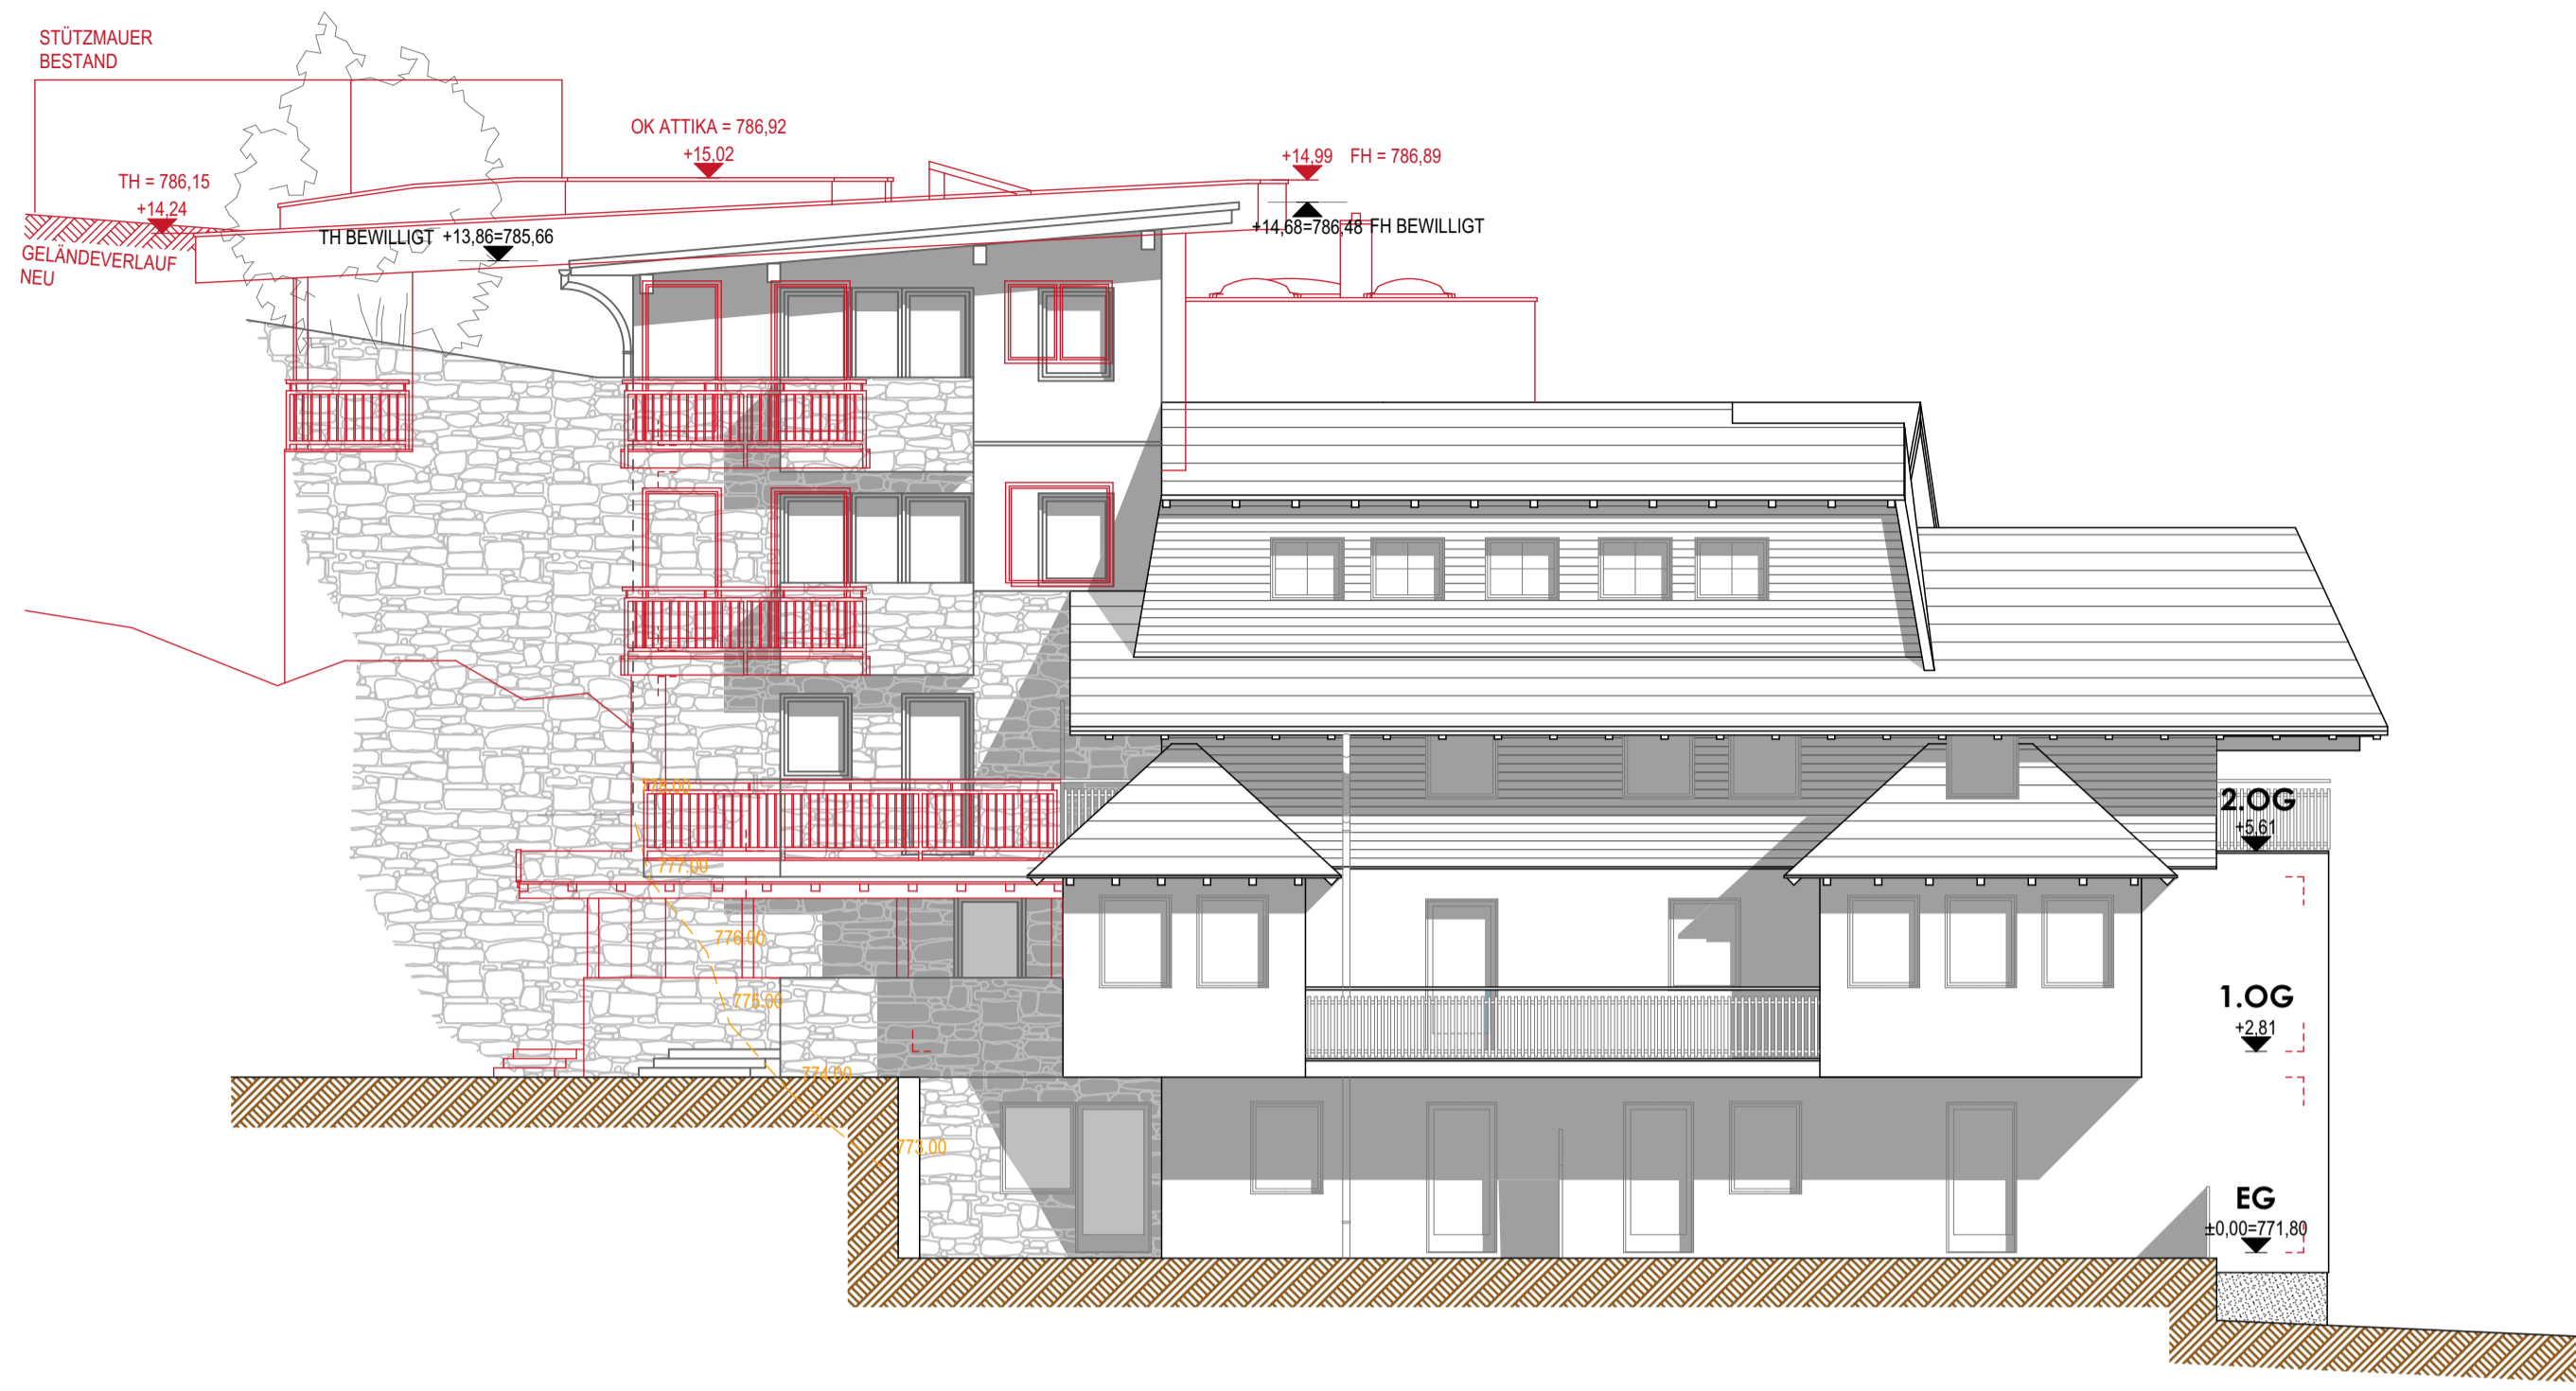 STÜTZMAUER
BESTAND
OK ATTIKA = 786,92
+15,02
+14,99 FH = 786,89
TH = 786,15
+14,24
+14,68=786,48 FH BEWILLIGT
TH BEWILLIGT +13,86=785,66
GELÄNDEVERLAUF
NEU
778.00
2.OG
+5,61
777.00
776.00
775.00
1.OG
+2,81
774.00
773.00
EG
±0,00=771,80